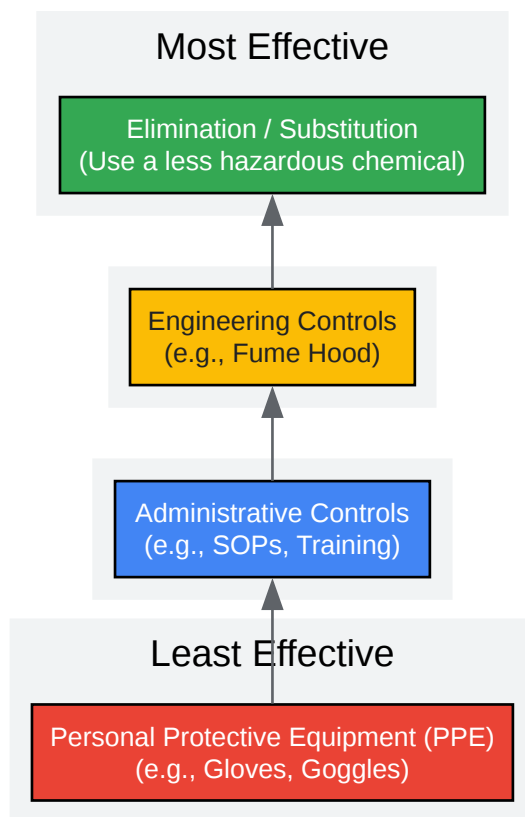 Most Effective
Elimination / Substitution
(Use a less hazardous chemical)
Engineering Controls
(e.g., Fume Hood)
Administrative Controls
(e.g., SOPs, Training)
Least Effective
Personal Protective Equipment (PPE)
(e.g., Gloves, Goggles)